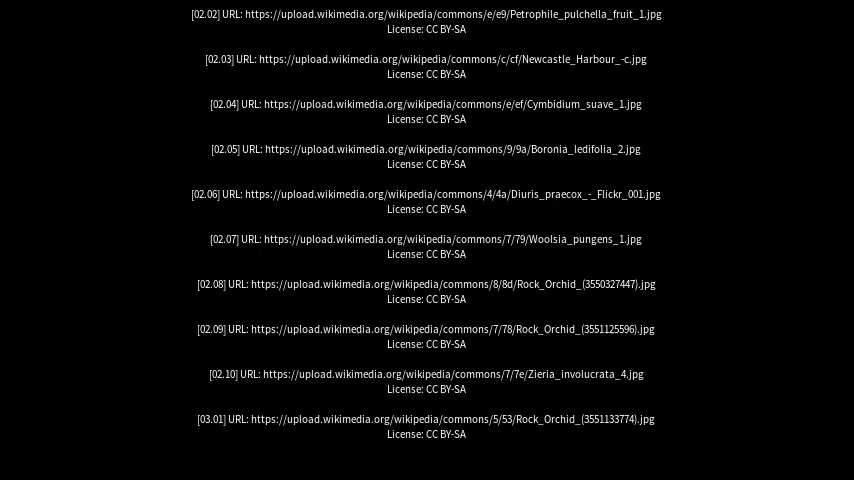 [02.02] URL: https://upload.wikimedia.org/wikipedia/commons/e/e9/Petrophile_pulchella_fruit_1.jpg
License: CC BY-SA
[02.03] URL: https://upload.wikimedia.org/wikipedia/commons/c/cf/Newcastle_Harbour_-c.jpg
License: CC BY-SA
[02.04] URL: https://upload.wikimedia.org/wikipedia/commons/e/ef/Cymbidium_suave_1.jpg
License: CC BY-SA
[02.05] URL: https://upload.wikimedia.org/wikipedia/commons/9/9a/Boronia_ledifolia_2.jpg
License: CC BY-SA
[02.06] URL: https://upload.wikimedia.org/wikipedia/commons/4/4a/Diuris_praecox_-_Flickr_001.jpg
License: CC BY-SA
[02.07] URL: https://upload.wikimedia.org/wikipedia/commons/7/79/Woolsia_pungens_1.jpg
License: CC BY-SA
[02.08] URL: https://upload.wikimedia.org/wikipedia/commons/8/8d/Rock_Orchid_(3550327447).jpg
License: CC BY-SA
[02.09] URL: https://upload.wikimedia.org/wikipedia/commons/7/78/Rock_Orchid_(3551125596).jpg
License: CC BY-SA
[02.10] URL: https://upload.wikimedia.org/wikipedia/commons/7/7e/Zieria_involucrata_4.jpg
License: CC BY-SA
[03.01] URL: https://upload.wikimedia.org/wikipedia/commons/5/53/Rock_Orchid_(3551133774).jpg
License: CC BY-SA